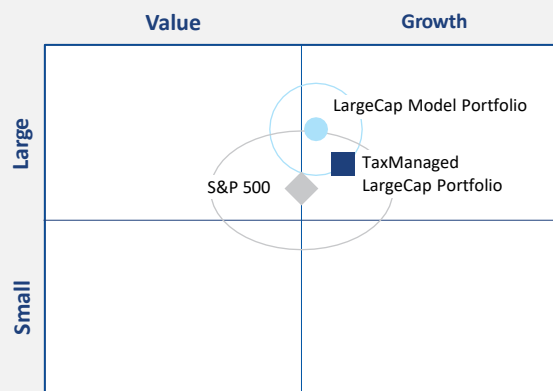 Value
Growth
Large
LargeCap Model Portfolio
TaxManaged
LargeCap Portfolio
S&P 500
Small